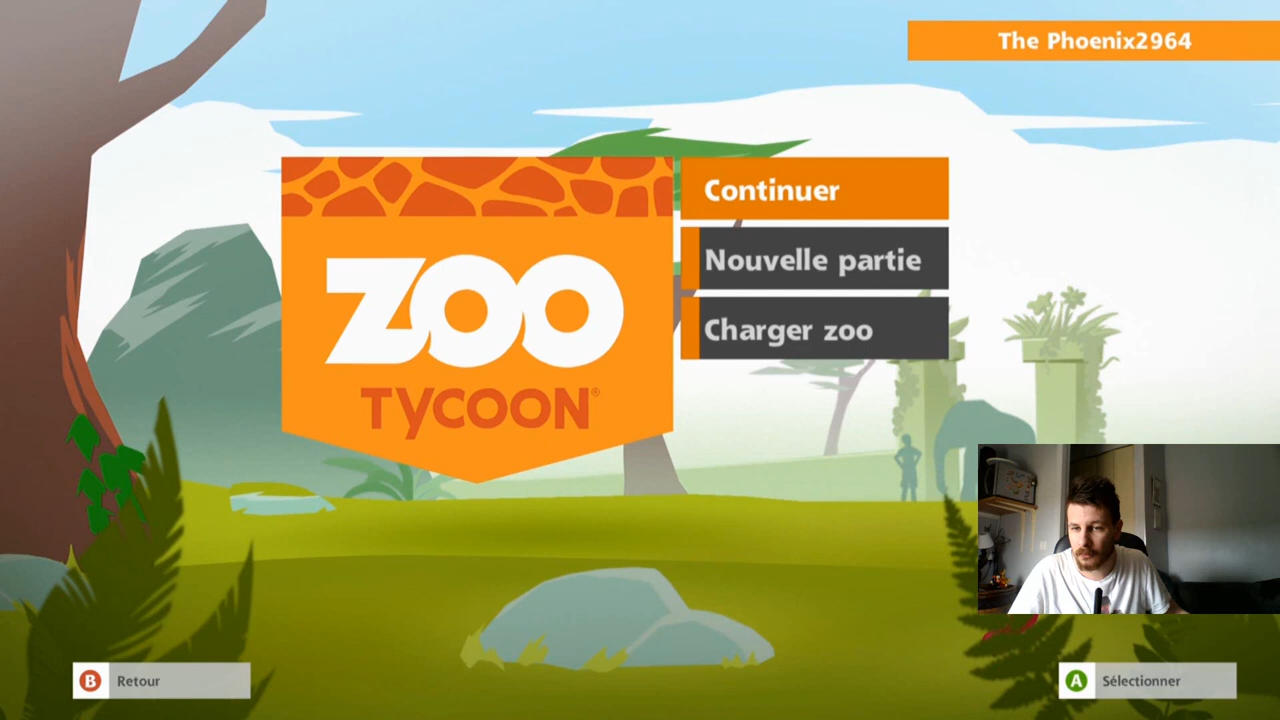 The Phoenix2964
Continuer
Nouvelle partie
Charger zoo
ZOO
TYCOON®
B Retour
A Sélectionner